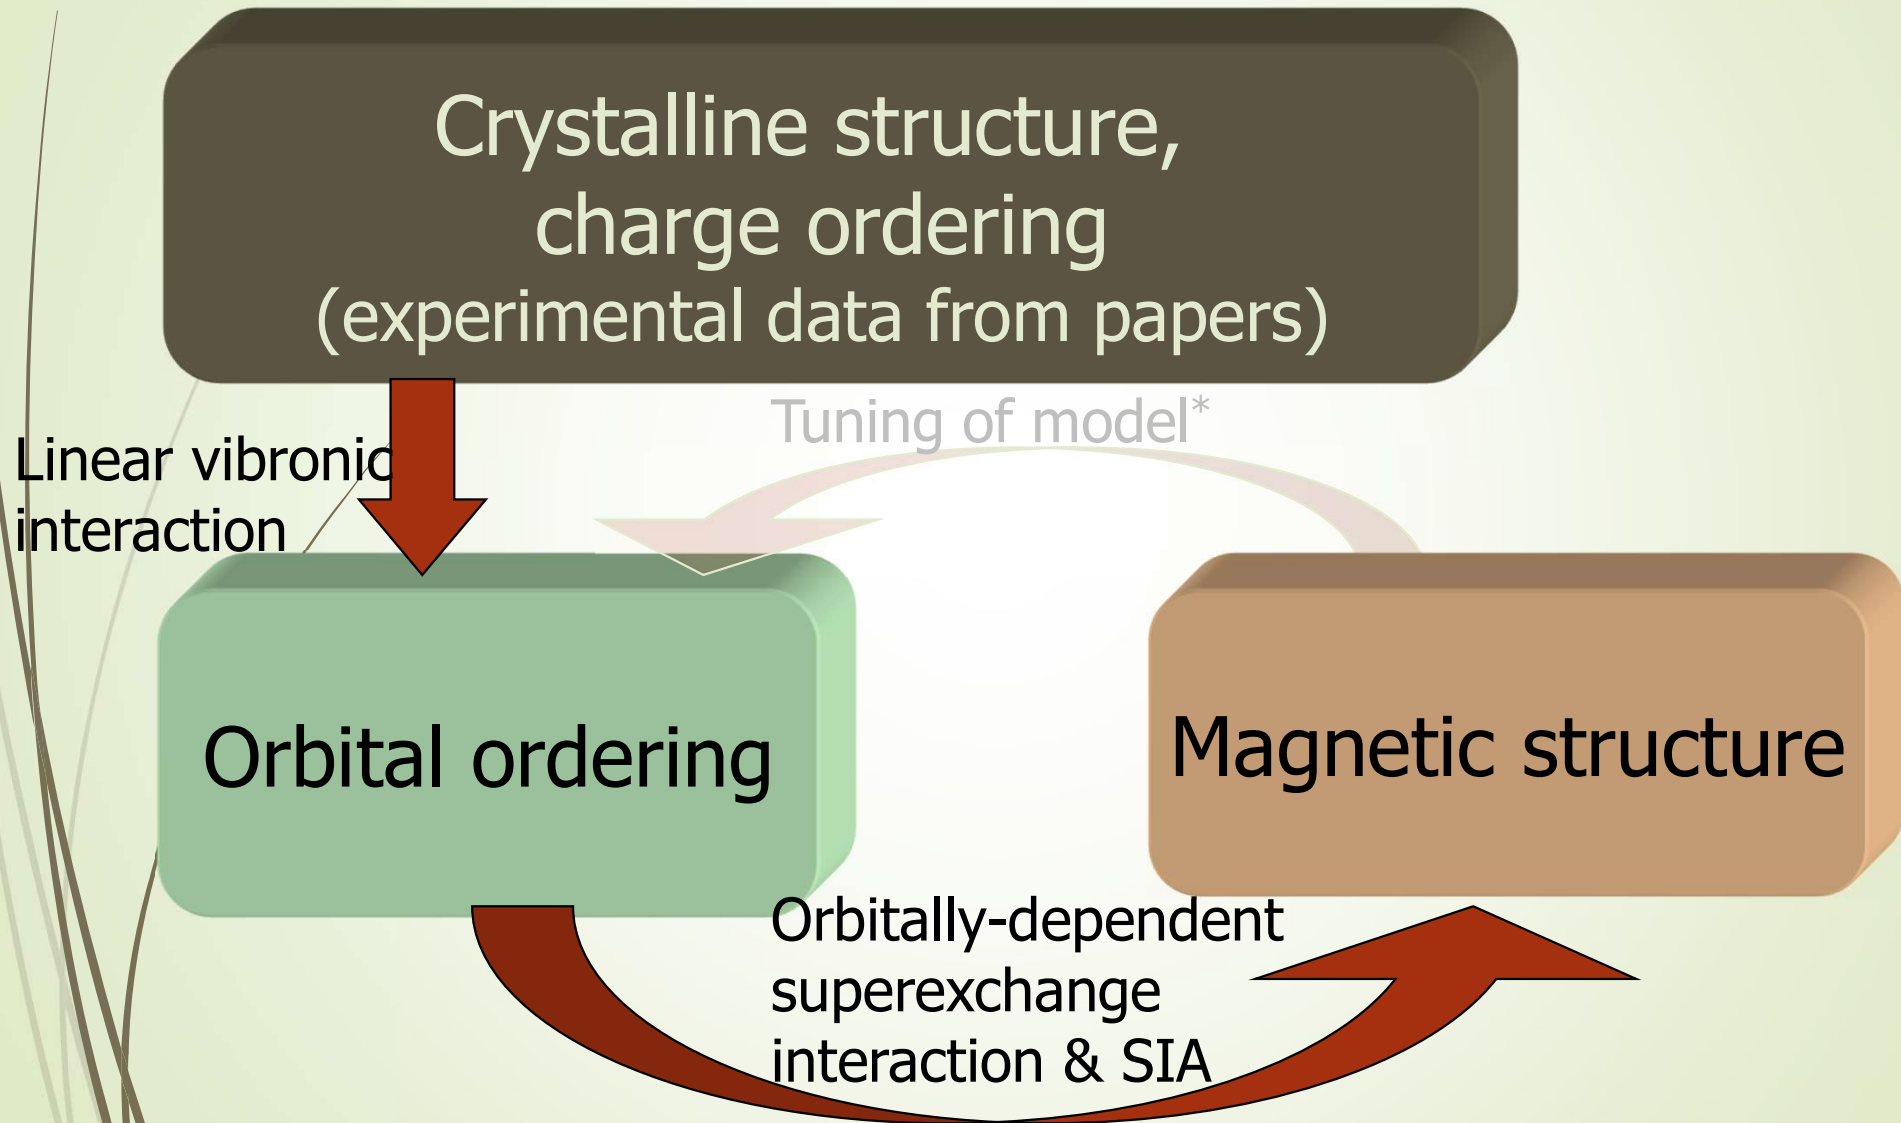 Crystalline structure,
charge ordering
(experimental data from papers)
Tuning of model*
Linear vibronic
interaction
Orbital ordering
Magnetic structure
Orbitally-dependent
superexchange
interaction & SIA